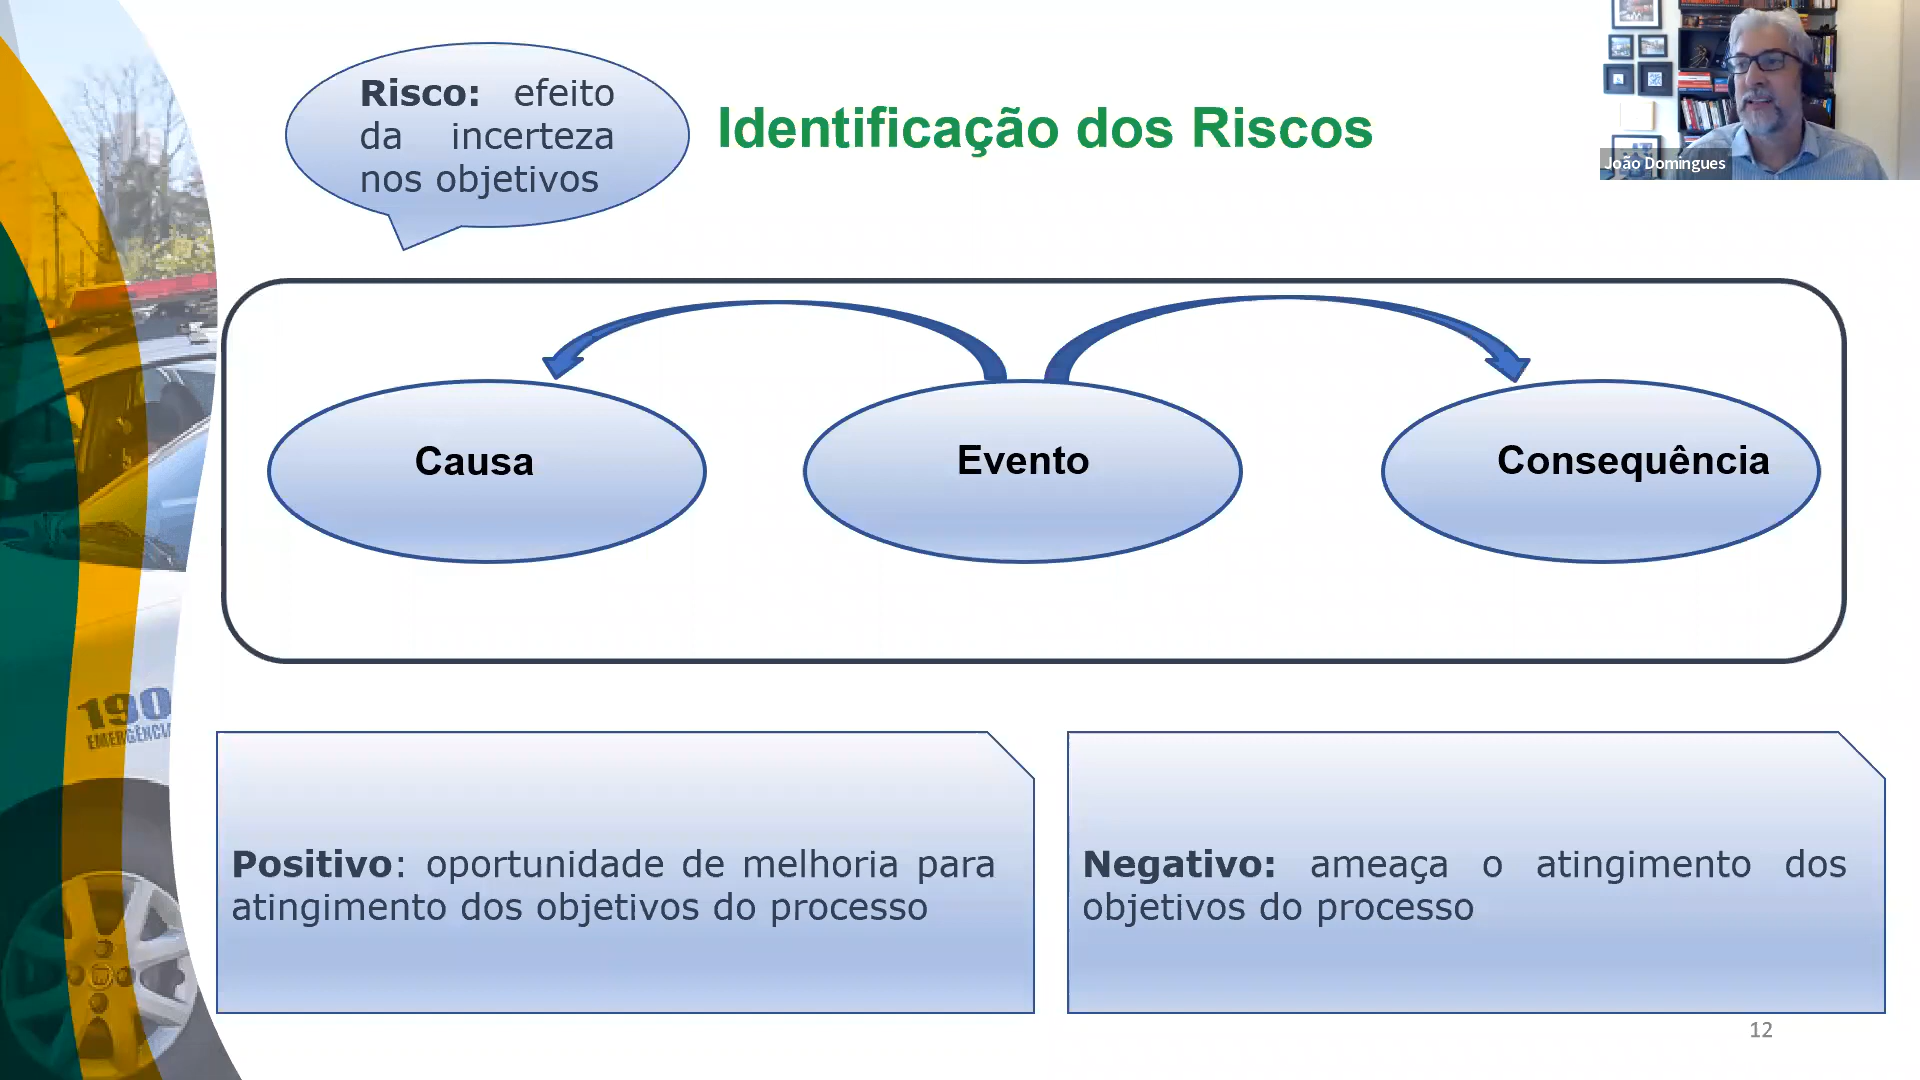 Risco: efeito
da incerteza
nos objetivos
Identificação dos Riscos
João Domingues
Causa
Evento
Consequência
190
Positivo: oportunidade de melhoria para
atingimento dos objetivos do processo
Negativo: ameaça o atingimento dos
objetivos do processo
12